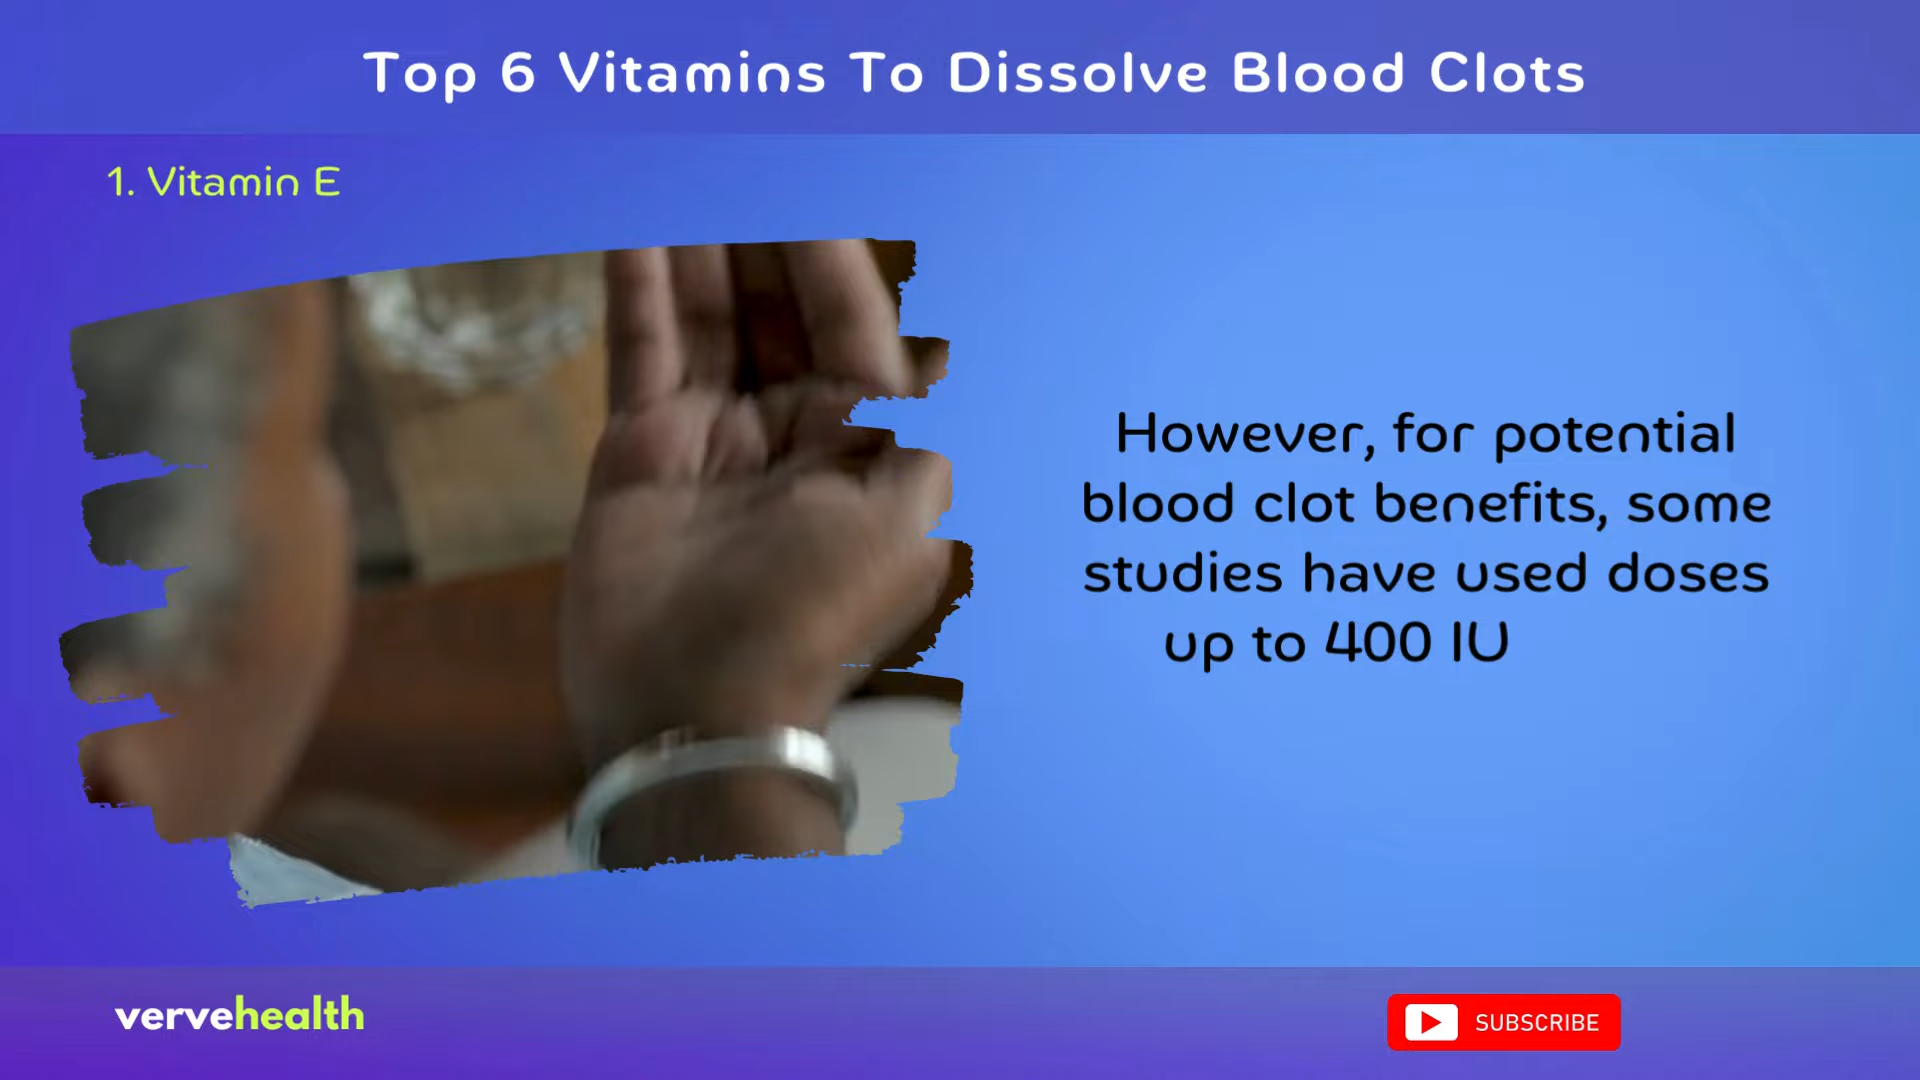 Top 6 Vitamins To Dissolve Blood Clots
1. Vitamin E
However, for potential
blood clot benefits, some
studies have used doses
up to 400 IU
vervehealth
SUBSCRIBE